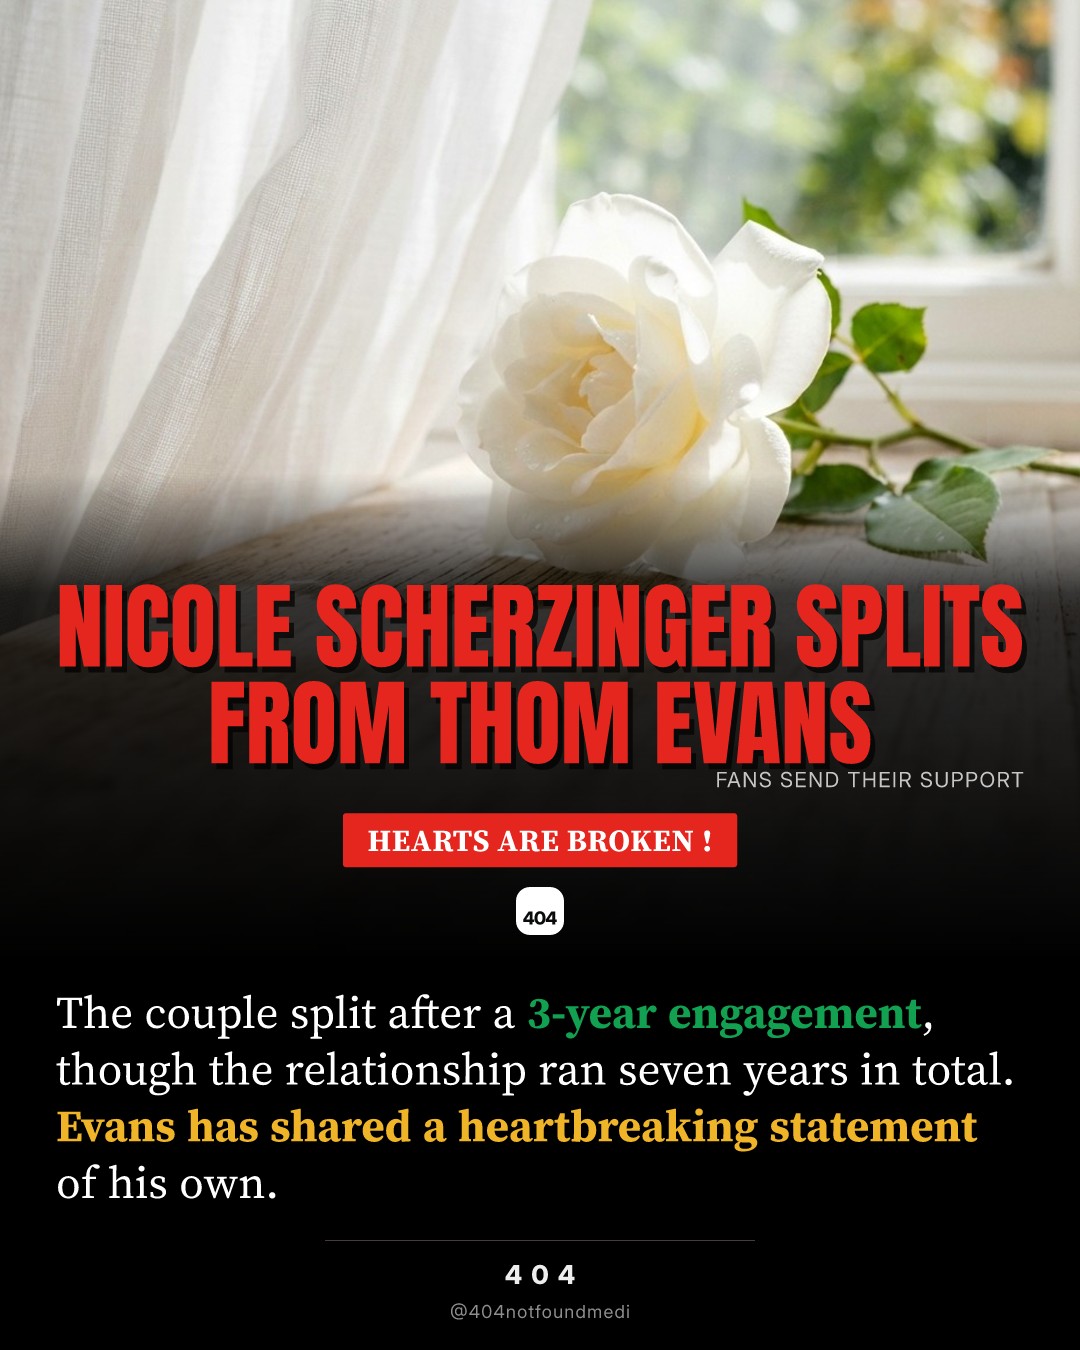 NICOLE SCHERZINGER SPLITS
FROM THOM EVANS
FANS SEND THEIR SUPPORT
HEARTS ARE BROKEN !
404
The couple split after a 3-year engagement,
though the relationship ran seven years in total.
Evans has shared a heartbreaking statement
of his own.
404
@404notfoundmedi